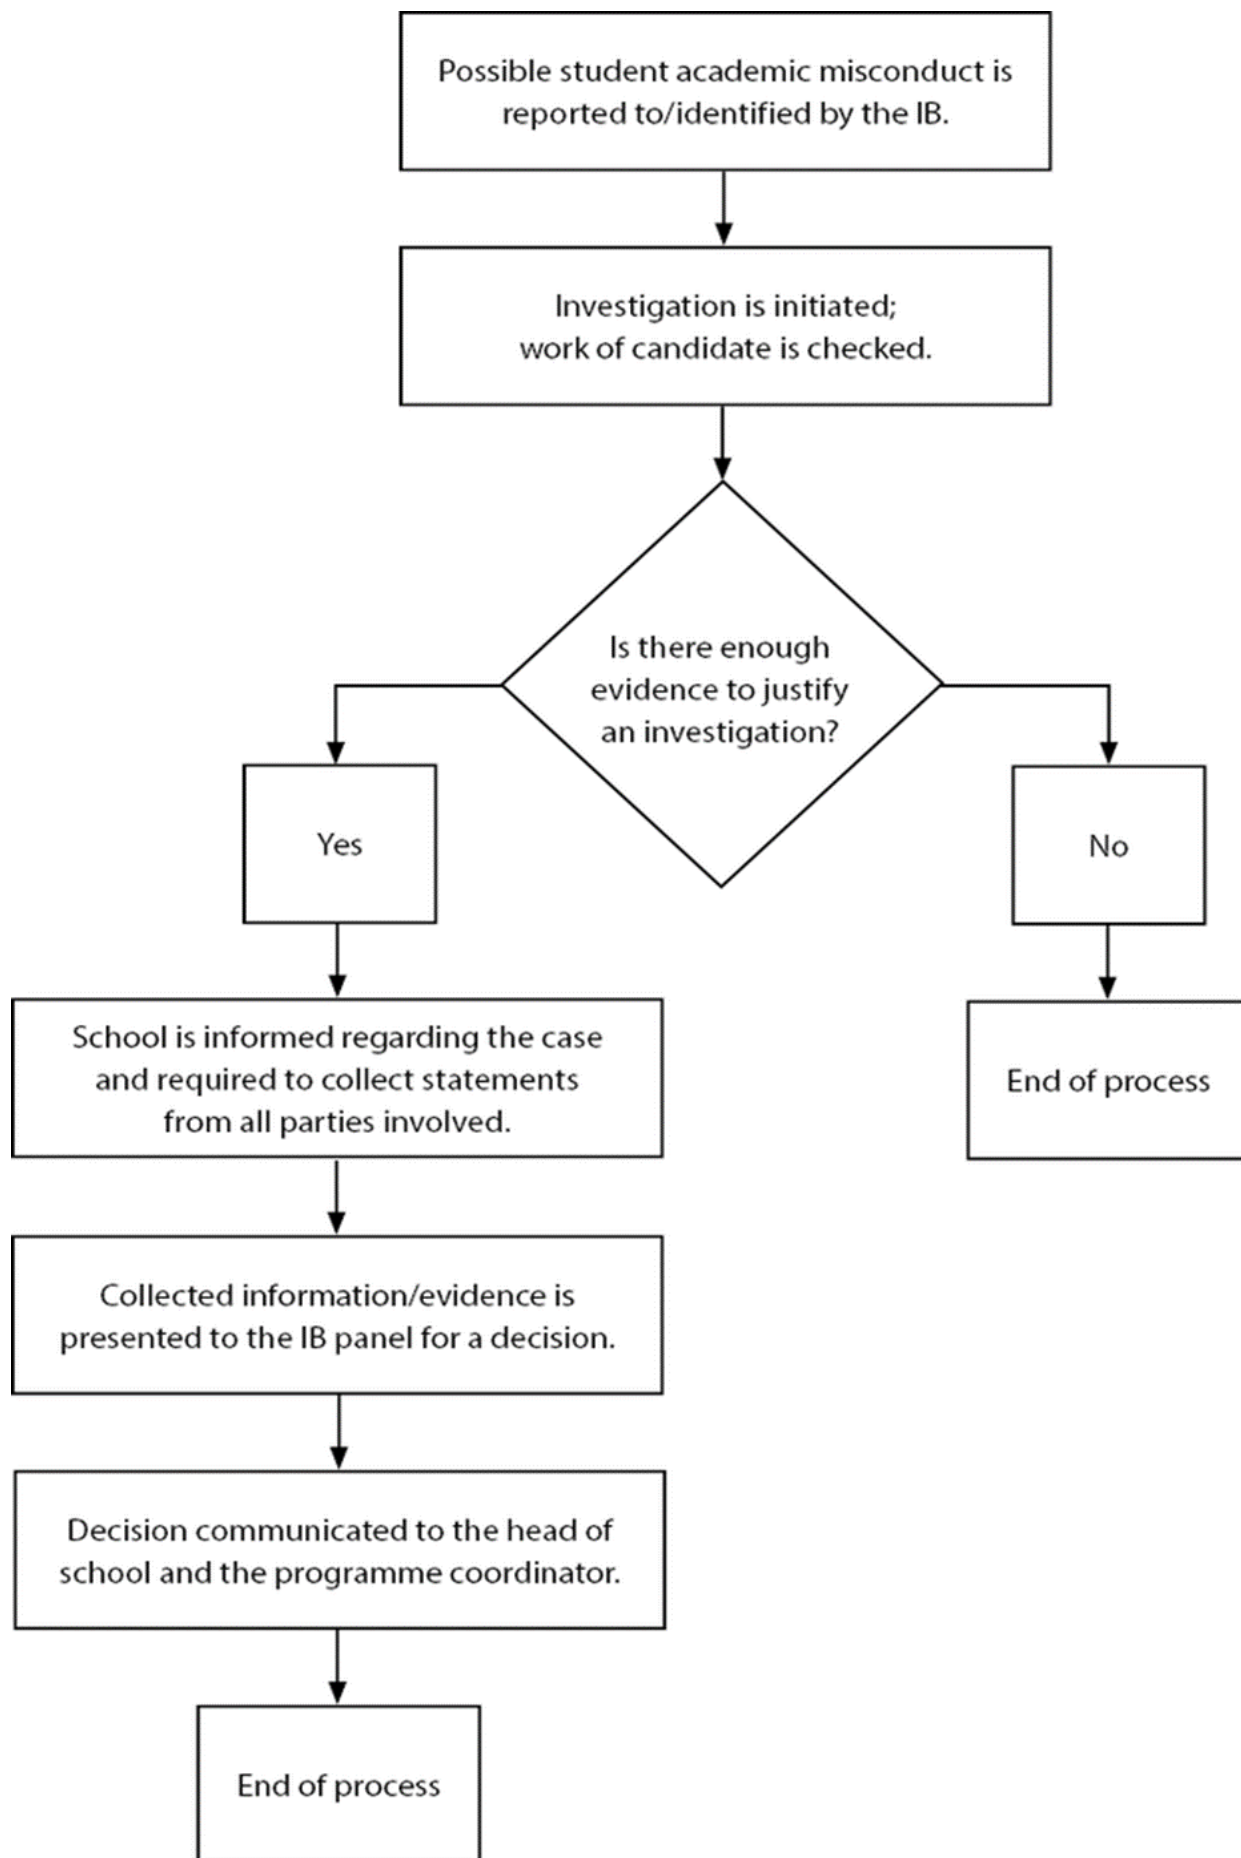 Possible student academic misconduct is
reported to/identified by the IB.
Investigation is initiated;
work of candidate is checked.
Is there enough
evidence to justify
an investigation?
Yes
No
School is informed regarding the case
and required to collect statements
from all parties involved.
End of process
Collected information/evidence is
presented to the IB panel for a decision.
Decision communicated to the head of
school and the programme coordinator.
End of process